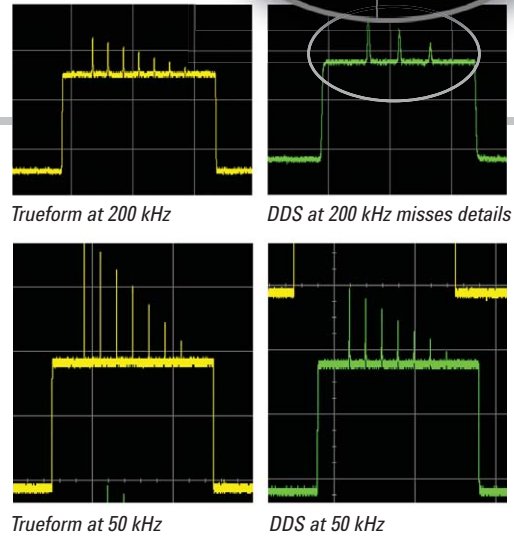 Trueform at 200 kHz
DDS at 200 kHz misses details
Trueform at 50 kHz
DDS at 50 kHz